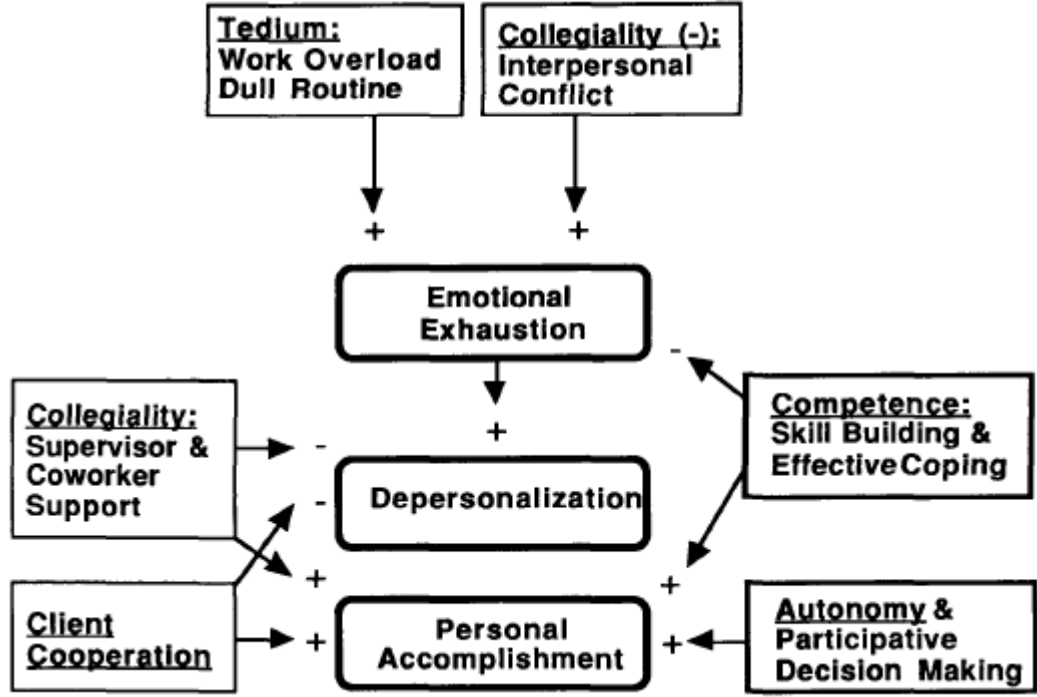 Tedium:
Work Overload
Dull Routine
Collegiality (-):
Interpersonal
Conflict
+
+
Emotional
Exhaustion
-
Collegiality:
Supervisor &
Coworker
Support
Competence:
Skill Building &
Effective Coping
+
-
-
Depersonalization
+
+
Client
Cooperation
+
Personal
Accomplishment
+
Autonomy &
Participative
Decision Making